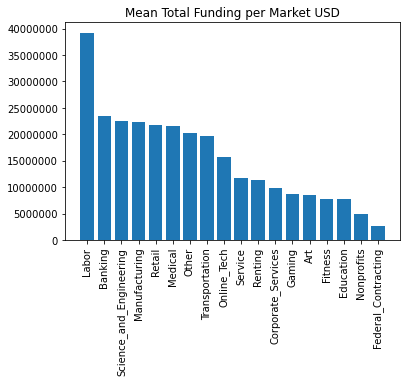 Mean Total Funding per Market USD
40000000
35000000
30000000
25000000
20000000
15000000
10000000
5000000
0
Labor
Banking
Science_and_Engineering
Manufacturing
Retail
Medical
Other
Transportation
Online_Tech
Service
Renting
Corporate_Services
Gaming
Art
Fitness
Education
Nonprofits
Federal_Contracting